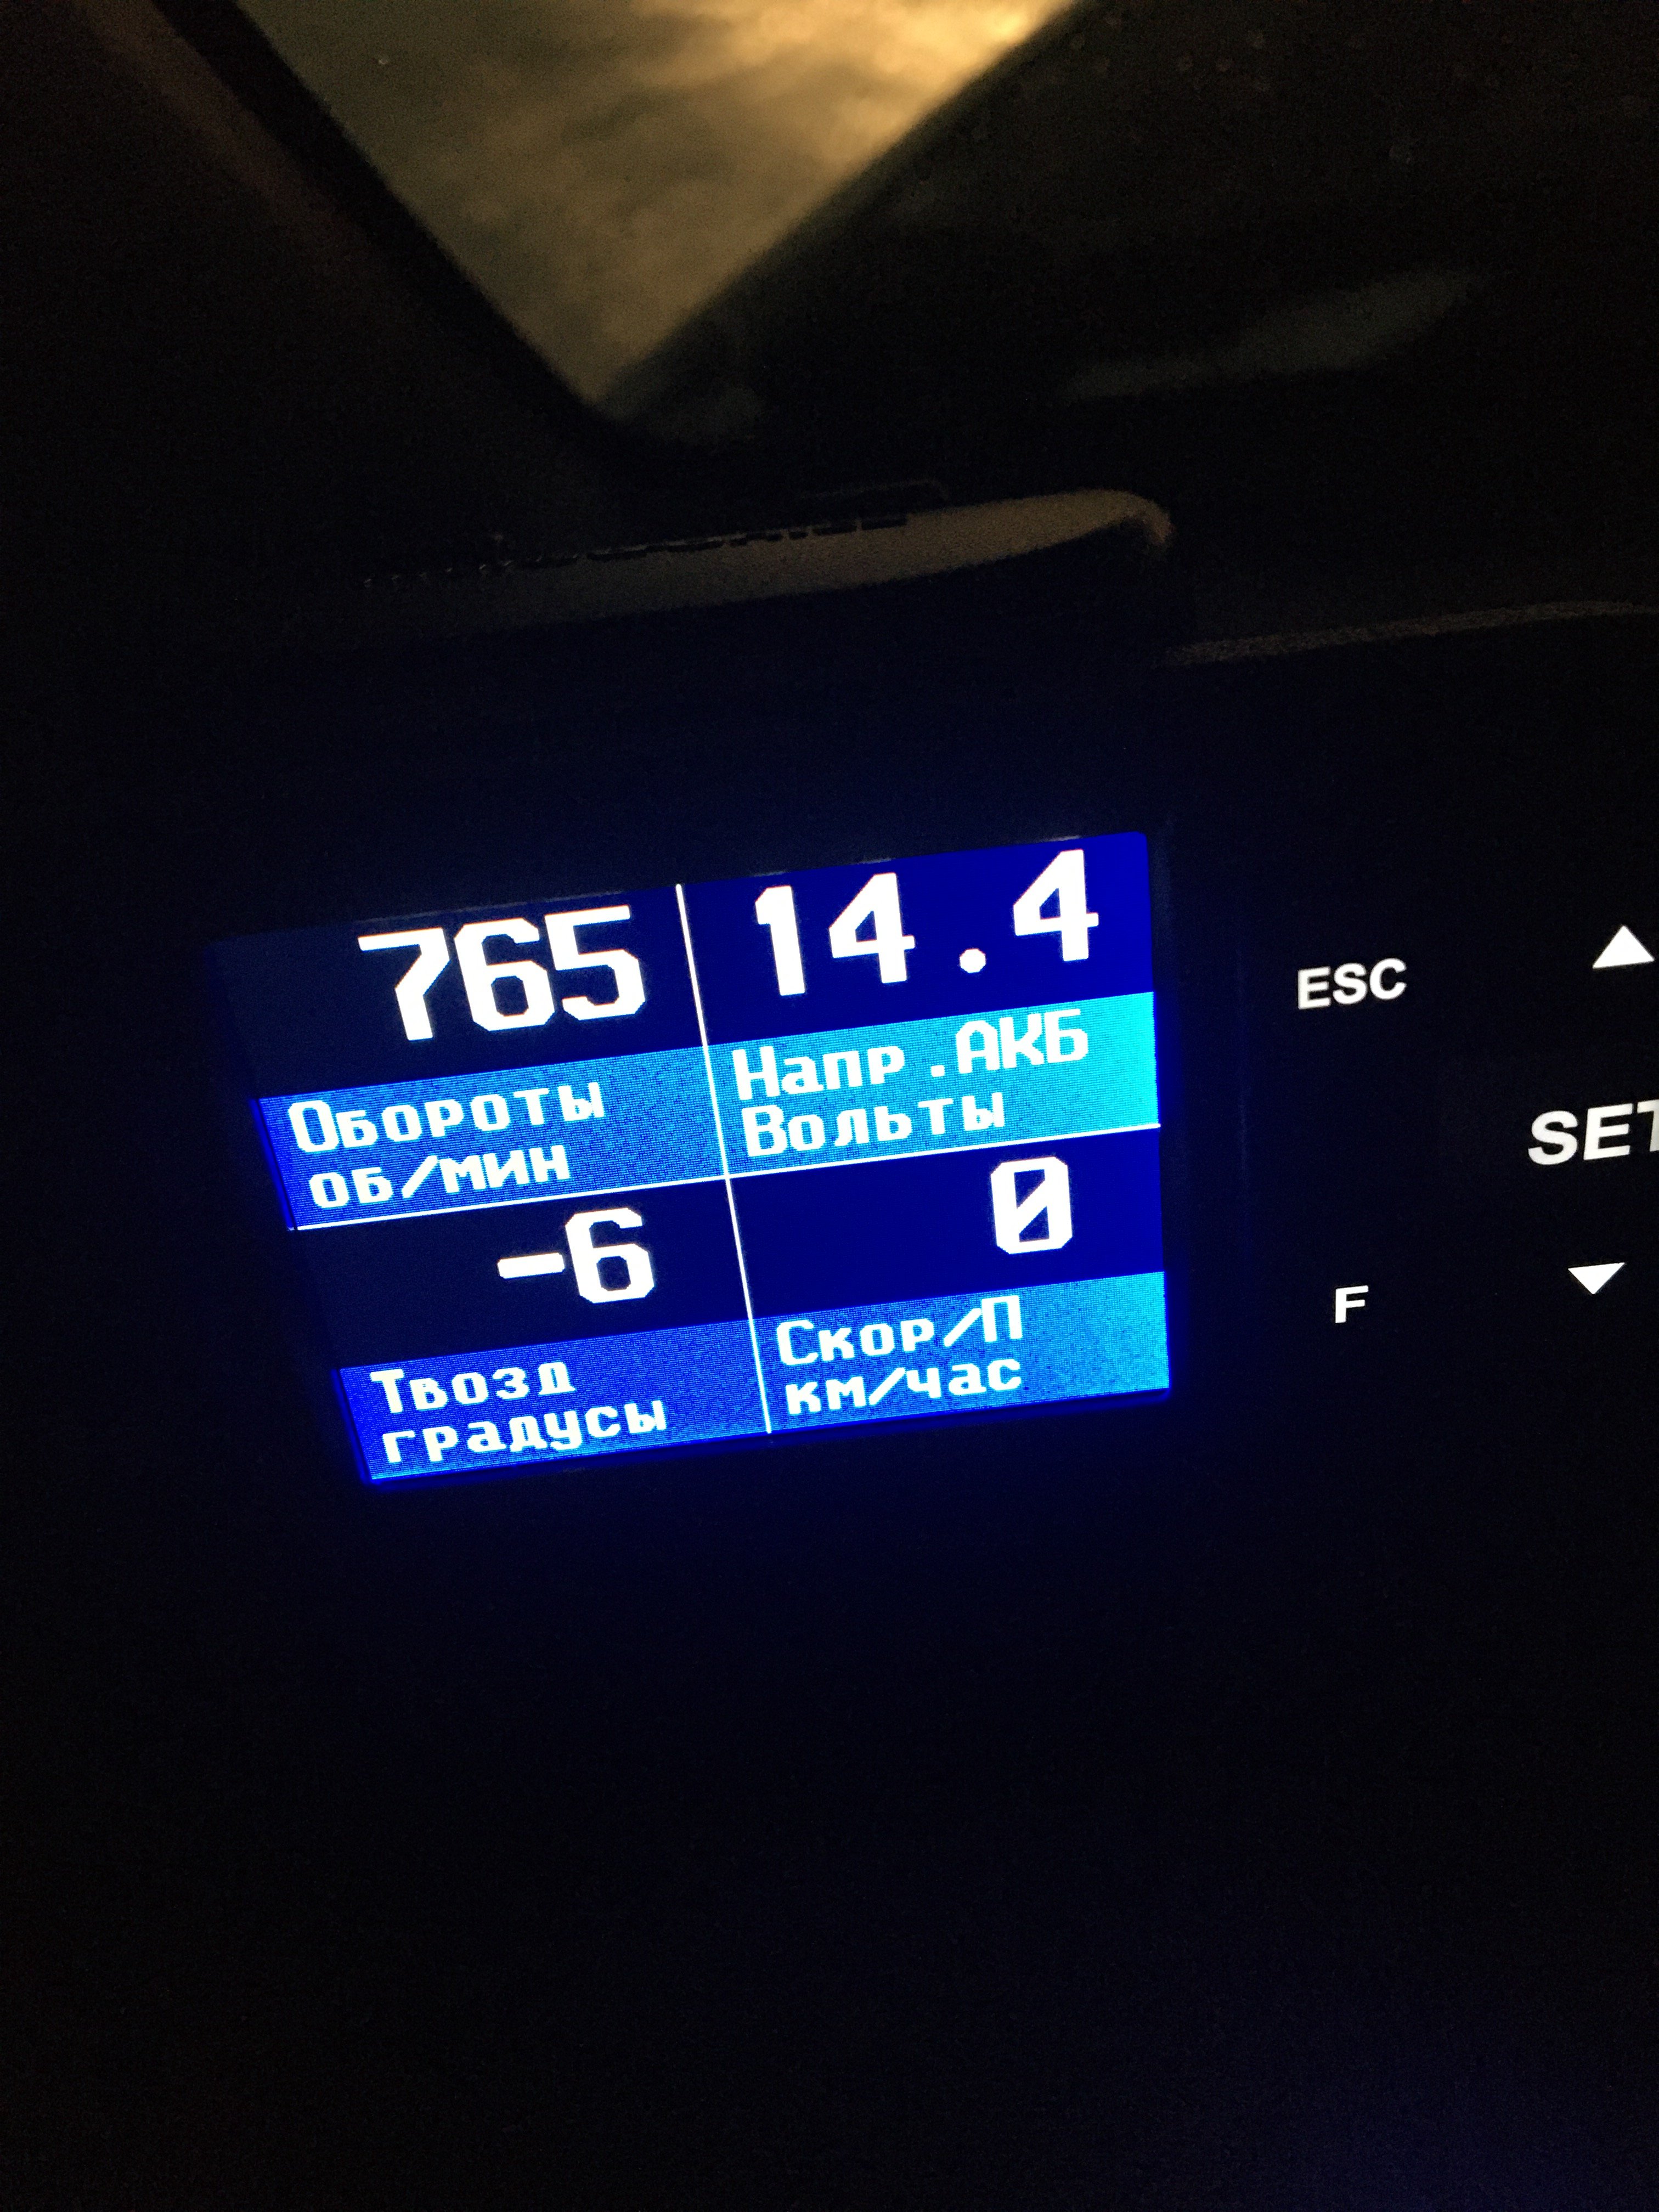 765
Обороты
об/мин
14.4
Напр.АКБ
Вольты
-6
Твозд
градусы
0
Скор/П
км/час
ESC
▲
SET
F
▼